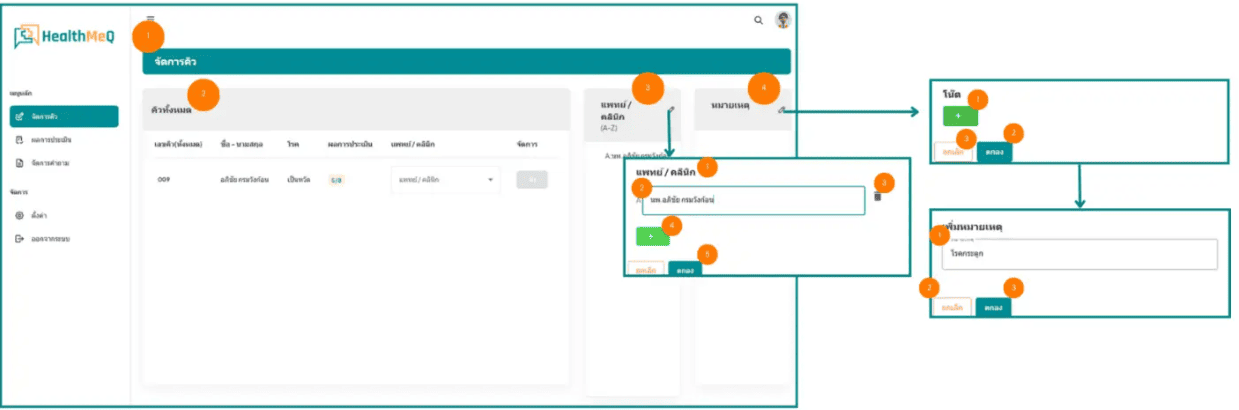 HealthMeQ
1
จัดการคิว
เมนูหลัก
จัดการคิว
ผลการประเมิน
จัดการคำถาม
จัดการ
ตั้งค่า
ออกจากระบบ
2
คิวทั้งหมด
เลขคิว(ทั้งหมด) ชื่อ - นามสกุล โรค ผลการประเมิน แพทย์ / คลินิก จัดการ
009 อภิชัย กรมวังก้อน เป็นหวัด 0/0 แพทย์ / คลินิก
3
แพทย์ /
คลินิก
(A-Z)
4
หมายเหตุ
1
แพทย์ / คลินิก
2
นพ.อภิชัย กรมวังก้อน
3
4
+
5
ยกเลิก ตกลง
โน้ต
1
+
3
2
ยกเลิก ตกลง
เพิ่มหมายเหตุ
1
หมายเหตุ
โรคกระดูก
2
3
ยกเลิก ตกลง